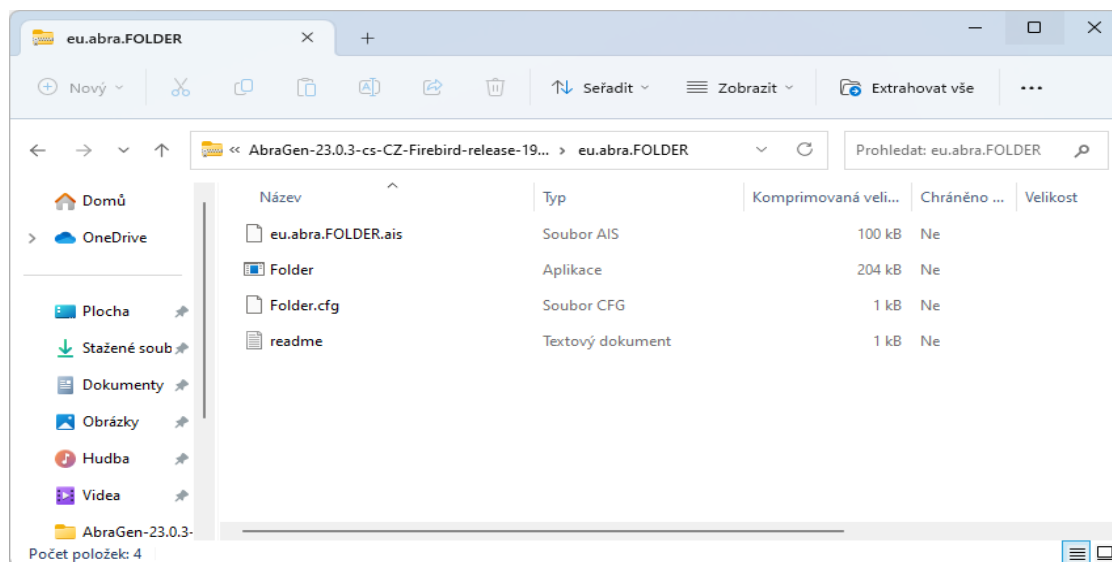 eu.abra.FOLDER
Nový
Seřadit
Zobrazit
Extrahovat vše
« AbraGen-23.0.3-cs-CZ-Firebird-release-19... › eu.abra.FOLDER
Prohledat: eu.abra.FOLDER
Domů
OneDrive
Plocha
Stažené soub
Dokumenty
Obrázky
Hudba
Videa
AbraGen-23.0.3-
Název Typ Komprimovaná veli... Chráněno ... Velikost
eu.abra.FOLDER.ais Soubor AIS 100 kB Ne
Folder Aplikace 204 kB Ne
Folder.cfg Soubor CFG 1 kB Ne
readme Textový dokument 1 kB Ne
Počet položek: 4